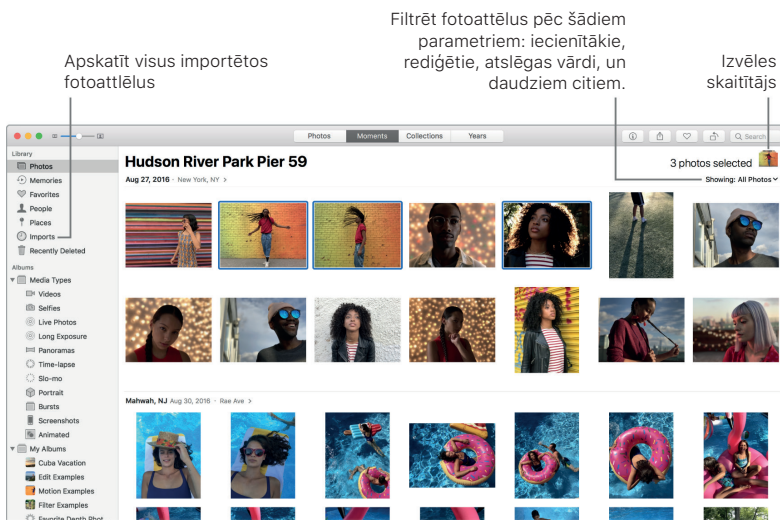 Filtrēt fotoattēlus pēc šādiem
parametriem: iecienītākie,
rediģētie, atslēgas vārdi, un
daudziem citiem.
Apskatīt visus importētos
fotoattlēlus
Izvēles
skaitītājs
Photos Moments Collections Years
Search
Library
Photos
Memories
Favorites
People
Places
Imports
Recently Deleted
Albums
Media Types
Videos
Selfies
Live Photos
Long Exposure
Panoramas
Time-lapse
Slo-mo
Portrait
Bursts
Screenshots
Animated
My Albums
Cuba Vacation
Edit Examples
Motion Examples
Filter Examples
Favorite Depth Phot
Hudson River Park Pier 59
3 photos selected
Aug 27, 2016 · New York, NY >
Showing: All Photos
Mahwah, NJ Aug 30, 2016 · Rae Ave >